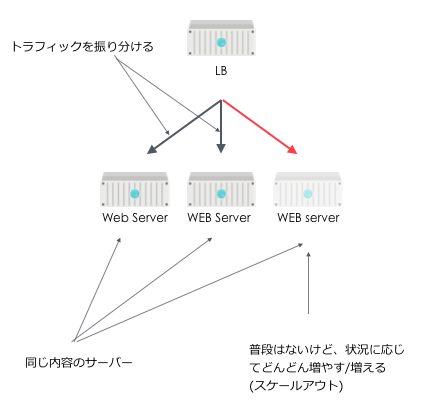 トラフィックを振り分ける
LB
Web Server
WEB Server
WEB server
同じ内容のサーバー
普段はないけど、状況に応じ
てどんどん増やす/増える
(スケールアウト)